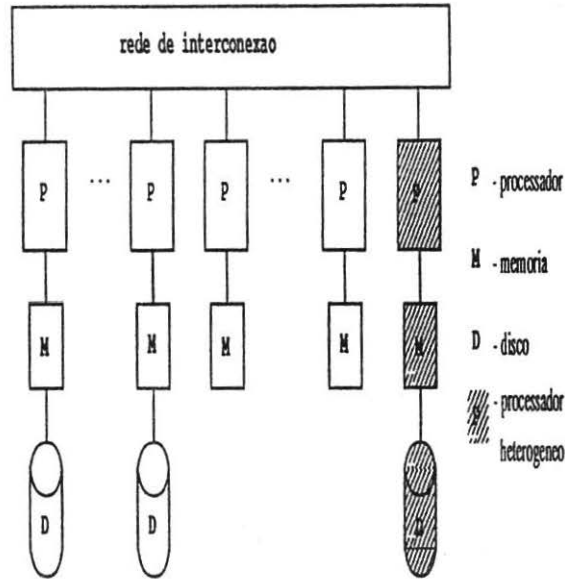 rede de interconexao
P ... P P ... P P
M M M M M
D D D
P - processador
M - memoria
D - disco
P - processador
heterogeneo